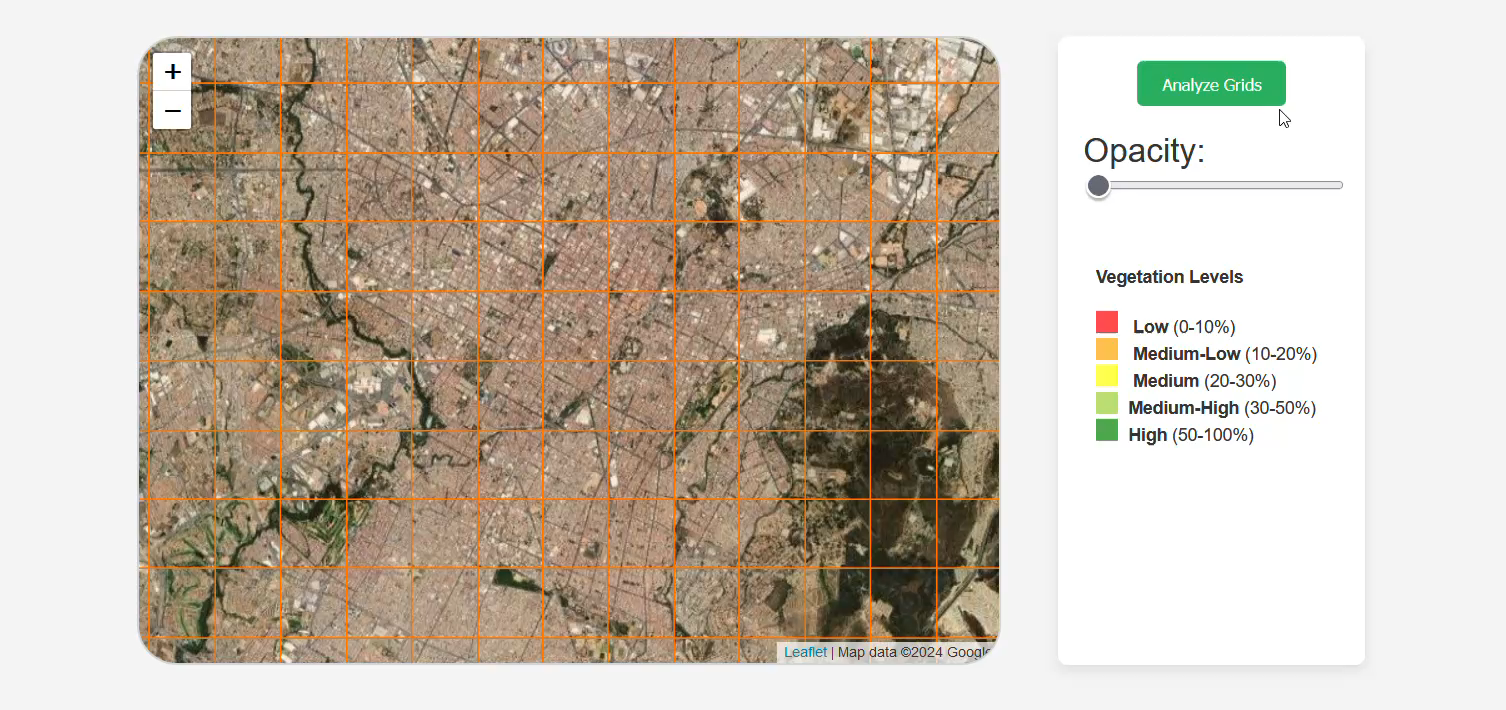 +
−
Analyze Grids
Opacity:
Vegetation Levels
Low (0-10%)
Medium-Low (10-20%)
Medium (20-30%)
Medium-High (30-50%)
High (50-100%)
Leaflet | Map data ©2024 Google